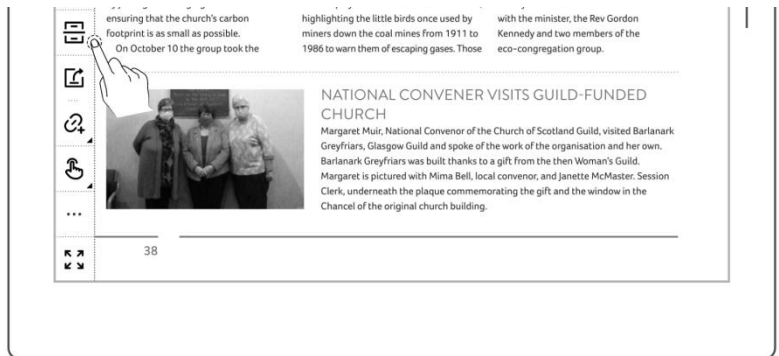 ensuring that the church's carbon
footprint is as small as possible.
On October 10 the group took the
highlighting the little birds once used by
miners down the coal mines from 1911 to
1986 to warn them of escaping gases. Those
with the minister, the Rev Gordon
Kennedy and two members of the
eco-congregation group.
NATIONAL CONVENER VISITS GUILD-FUNDED
CHURCH
Margaret Muir, National Convenor of the Church of Scotland Guild, visited Barlanark
Greyfriars, Glasgow Guild and spoke of the work of the organisation and her own.
Barlanark Greyfriars was built thanks to a gift from the then Woman's Guild.
Margaret is pictured with Mima Bell, local convenor, and Janette McMaster. Session
Clerk, underneath the plaque commemorating the gift and the window in the
Chancel of the original church building.
38